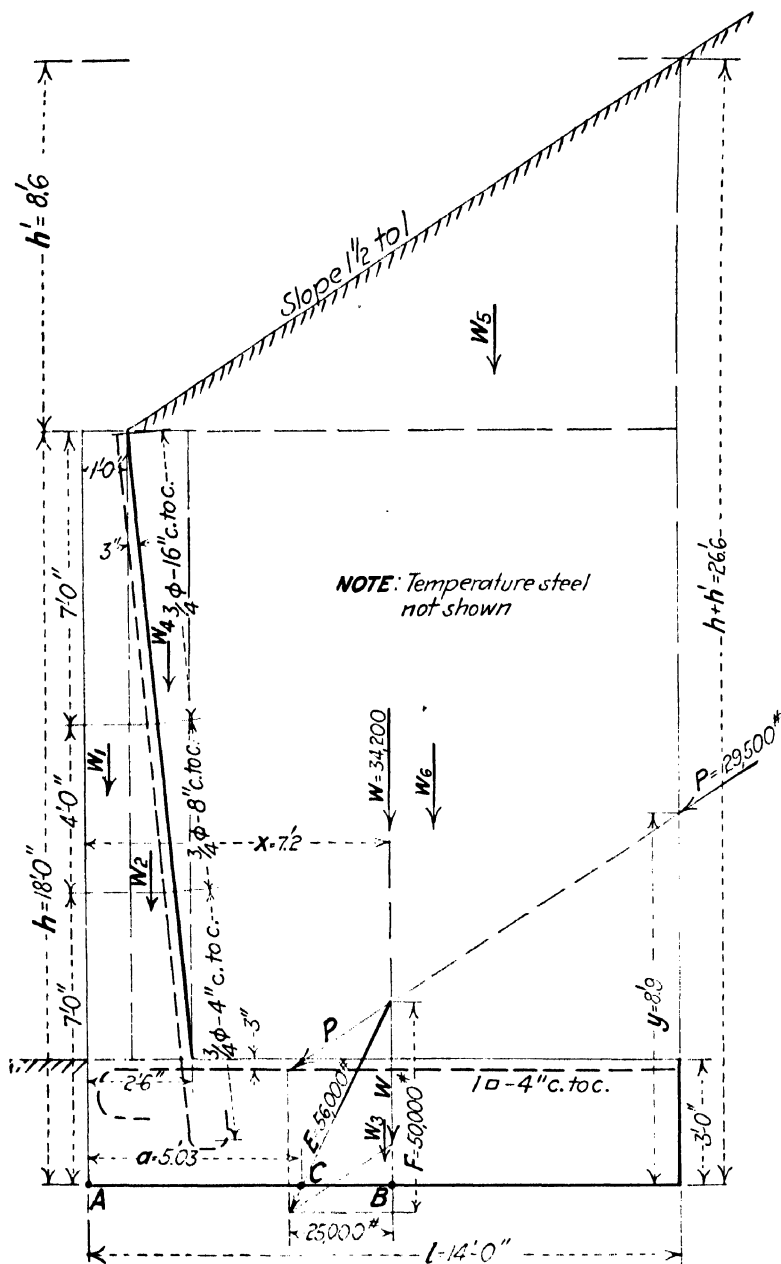 h' = 8.'6
Slope 1 1/2 to 1
W5
1'-0"
3"
W4
3/4 ϕ-16" c. to c.
7'-0"
NOTE: Temperature steel
not shown
h+h' = 26.'6
W1
4'-0"
3/4 ϕ-8" c. to c.
W = 34,200
W6
P = 29,500#
x = 7.'2
h = 18'-0"
W2
7'-0"
3/4 ϕ-4" c. to c.
y = 8.'9
3"
P
2'-6"
1 □-4" c. to c.
3'-0"
W
W3
E = 56,000#
F = 50,000#
a = 5.'03
A
C
B
25,000#
l = 14'-0"